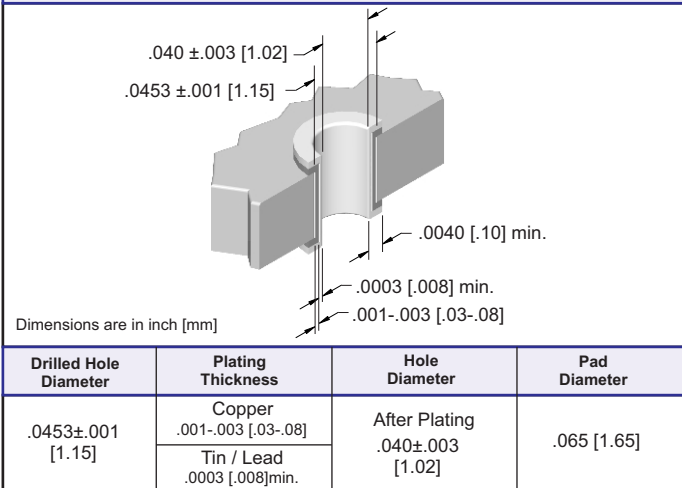 .040 ±.003 [1.02]
.0453 ±.001 [1.15]
.0040 [.10] min.
.0003 [.008] min.
.001-.003 [.03-.08]
Dimensions are in inch [mm]
Drilled Hole
Diameter
Plating
Thickness
Hole
Diameter
Pad
Diameter
.0453±.001
[1.15]
Copper
.001-.003 [.03-.08]
Tin / Lead
.0003 [.008]min.
After Plating
.040±.003
[1.02]
.065 [1.65]